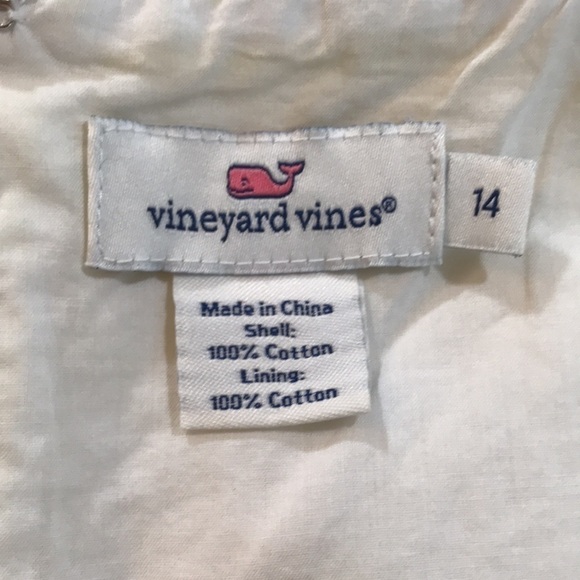 vineyard vines®
14
Made in China
Shell:
100% Cotton
Lining:
100% Cotton